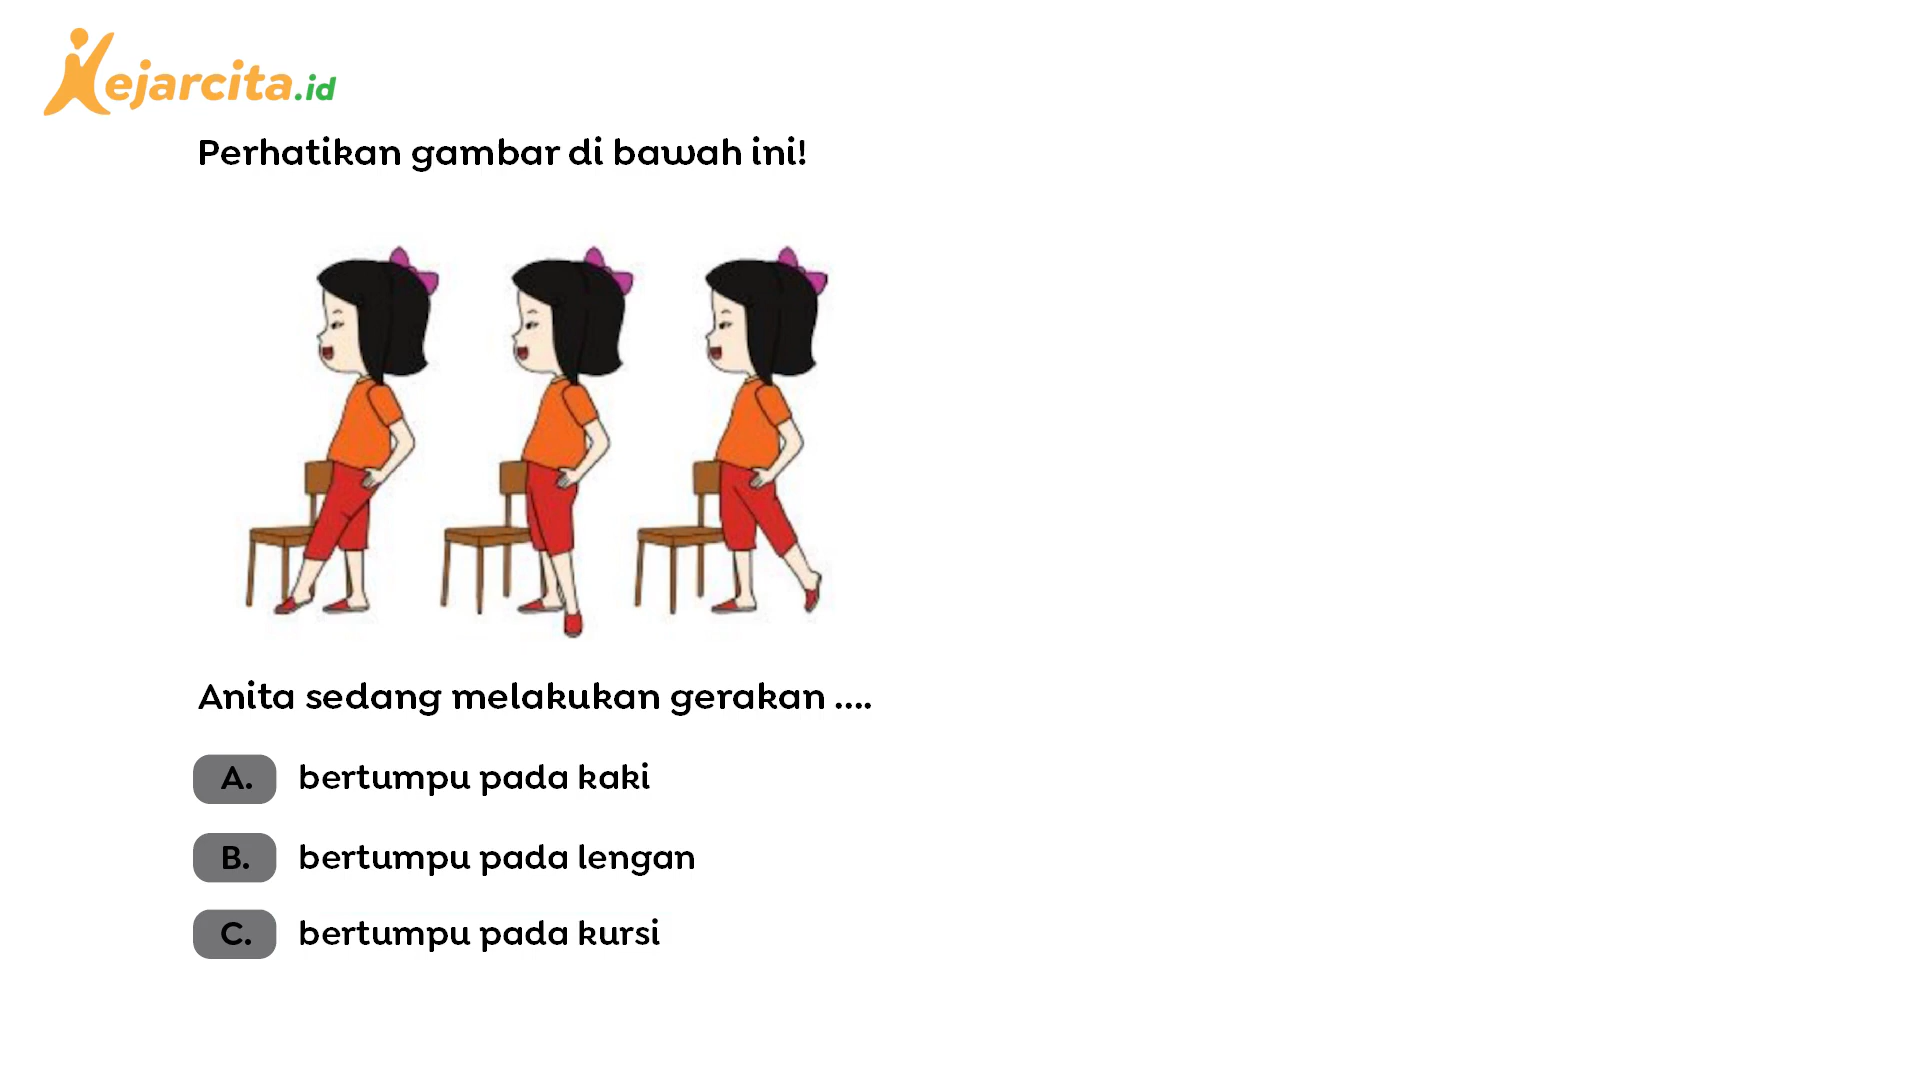 Kejarcita.id
Perhatikan gambar di bawah ini!
Anita sedang melakukan gerakan ....
A. bertumpu pada kaki
B. bertumpu pada lengan
C. bertumpu pada kursi